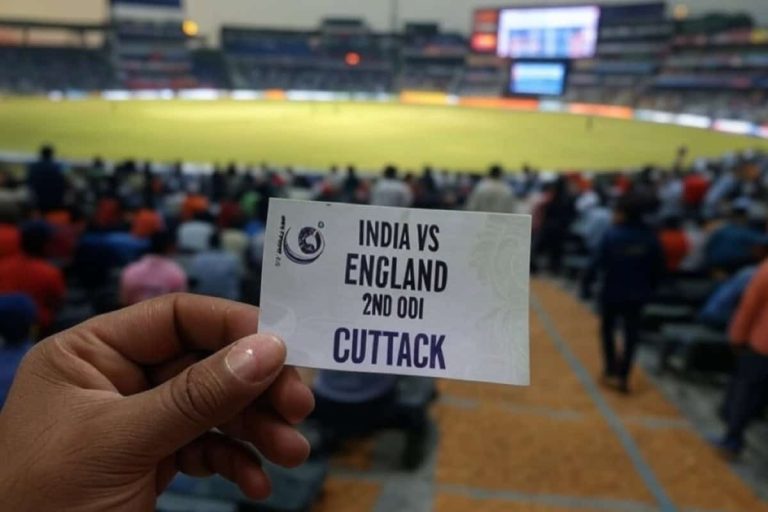 INDIA VS
ENGLAND
2ND ODI
CUTTACK